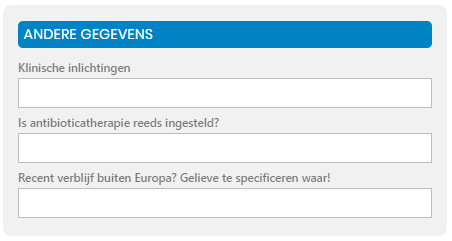 ANDERE GEGEVENS
Klinische inlichtingen
Is antibioticatherapie reeds ingesteld?
Recent verblijf buiten Europa? Gelieve te specificeren waar!